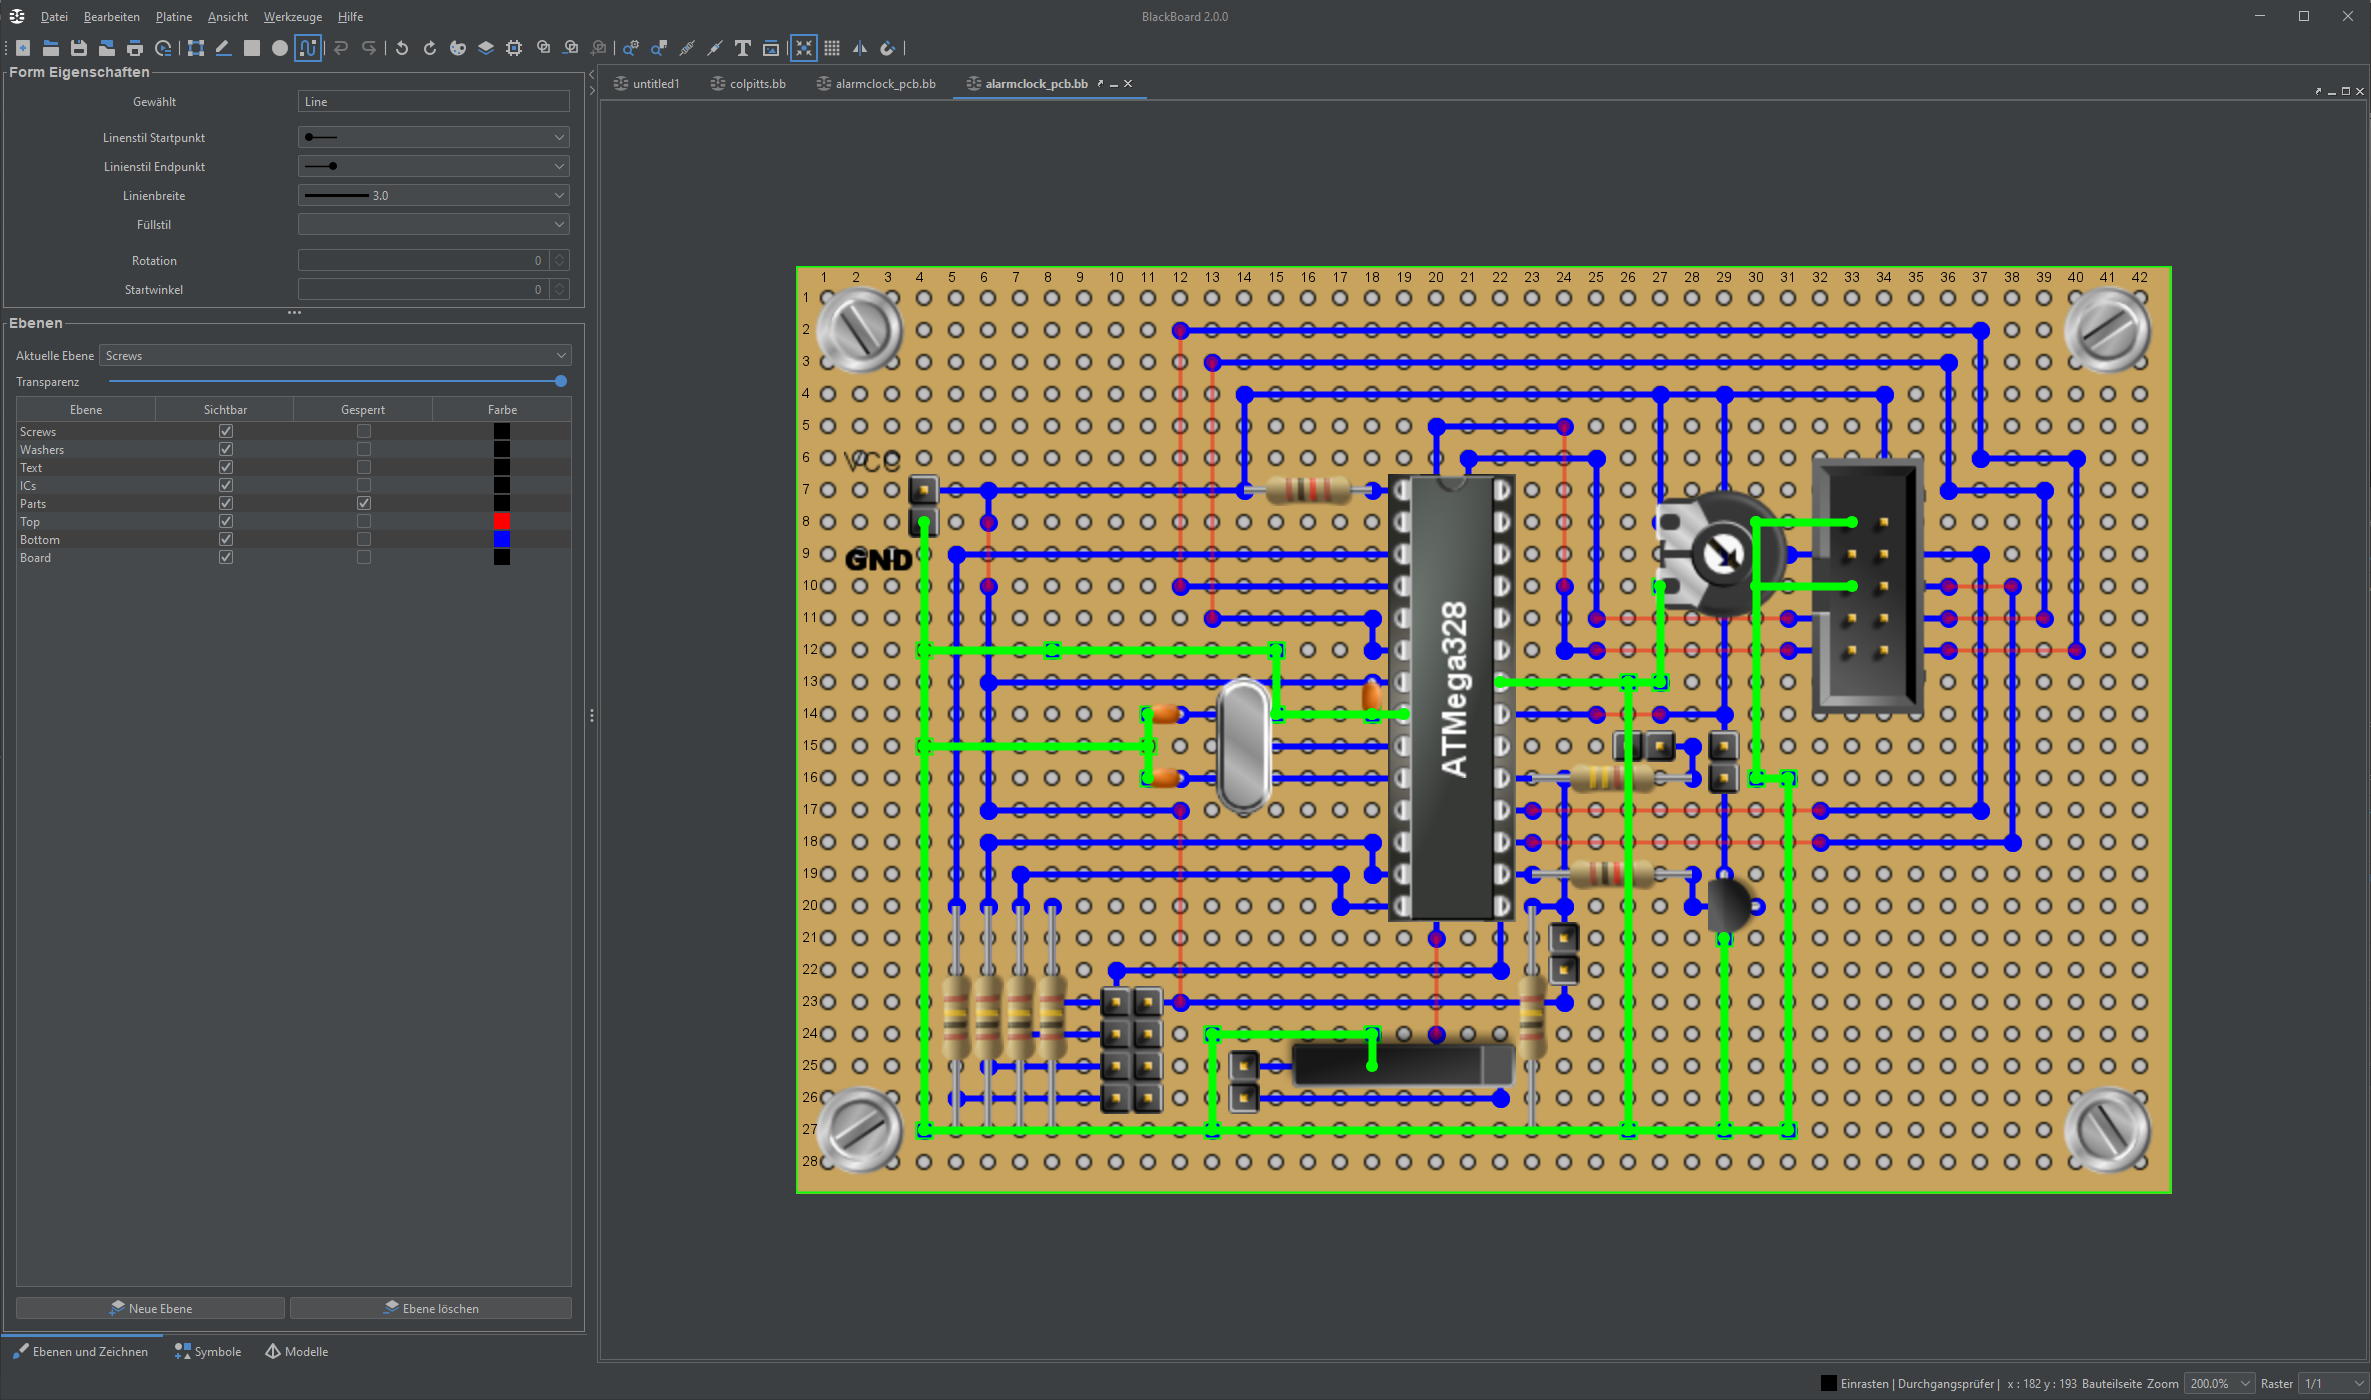 Datei Bearbeiten Platine Ansicht Werkzeuge Hilfe
BlackBoard 2.0.0
Form Eigenschaften
Gewählt Line
Linenstil Startpunkt
Linienstil Endpunkt
Linienbreite 3.0
Füllstil
Rotation 0
Startwinkel 0
Ebenen
Aktuelle Ebene Screws
Transparenz
Ebene Sichtbar Gesperrt Farbe
Screws
Washers
Text
ICs
Parts
Top
Bottom
Board
Neue Ebene Ebene löschen
Ebenen und Zeichnen Symbole Modelle
untitled1 colpitts.bb alarmclock_pcb.bb alarmclock_pcb.bb
1 2 3 4 5 6 7 8 9 10 11 12 13 14 15 16 17 18 19 20 21 22 23 24 25 26 27 28 29 30 31 32 33 34 35 36 37 38 39 40 41 42
1
2
3
4
5
6
VCC
7
8
9
GND
10
11
12
13
14
15
16
17
18
19
20
21
22
23
24
25
26
27
28
ATMega328
Einrasten | Durchgangsprüfer | x : 182 y : 193 Bauteilseite Zoom 200.0% Raster 1/1